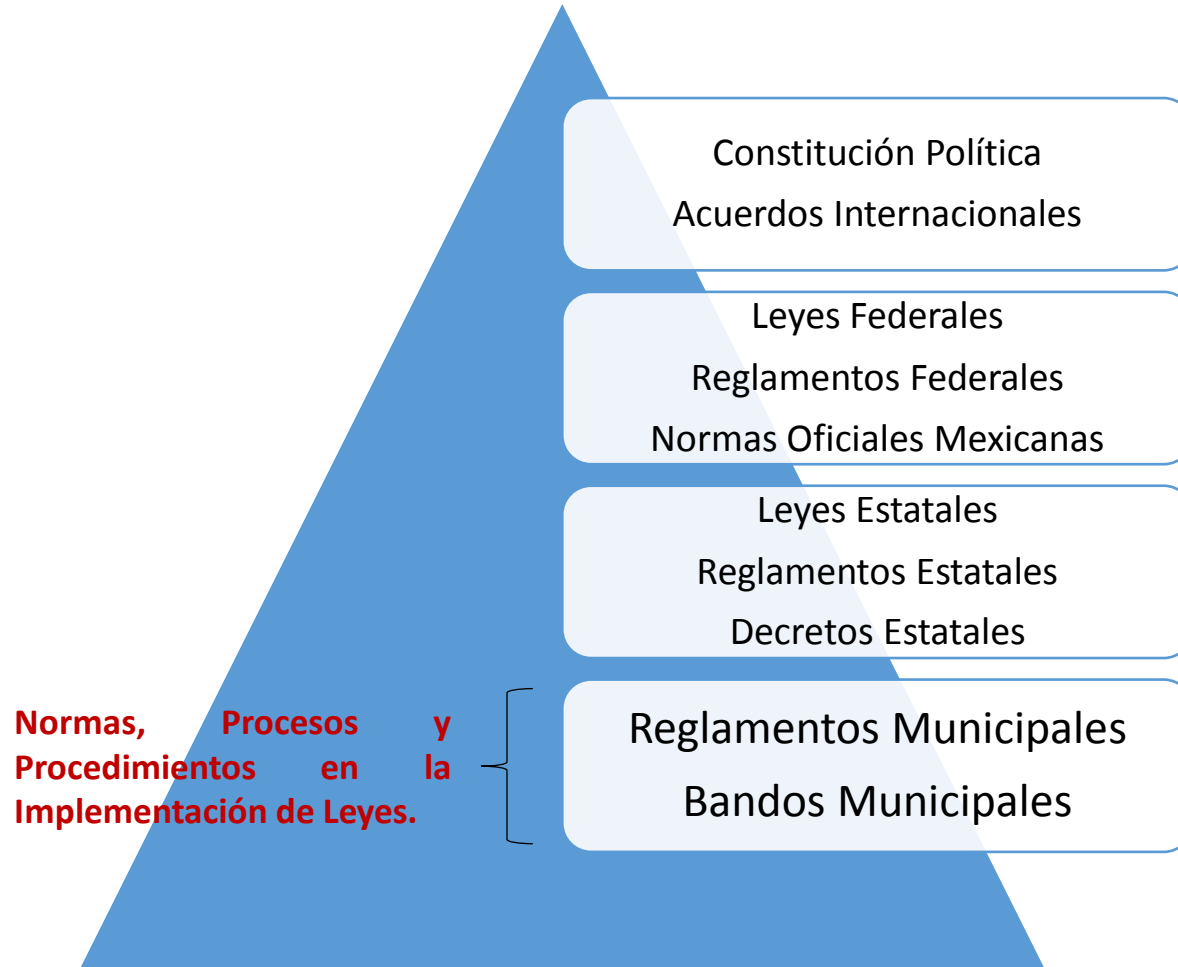 Constitución Política
Acuerdos Internacionales
Leyes Federales
Reglamentos Federales
Normas Oficiales Mexicanas
Leyes Estatales
Reglamentos Estatales
Decretos Estatales
Normas, Procesos y
Procedimientos en la
Implementación de Leyes.
Reglamentos Municipales
Bandos Municipales